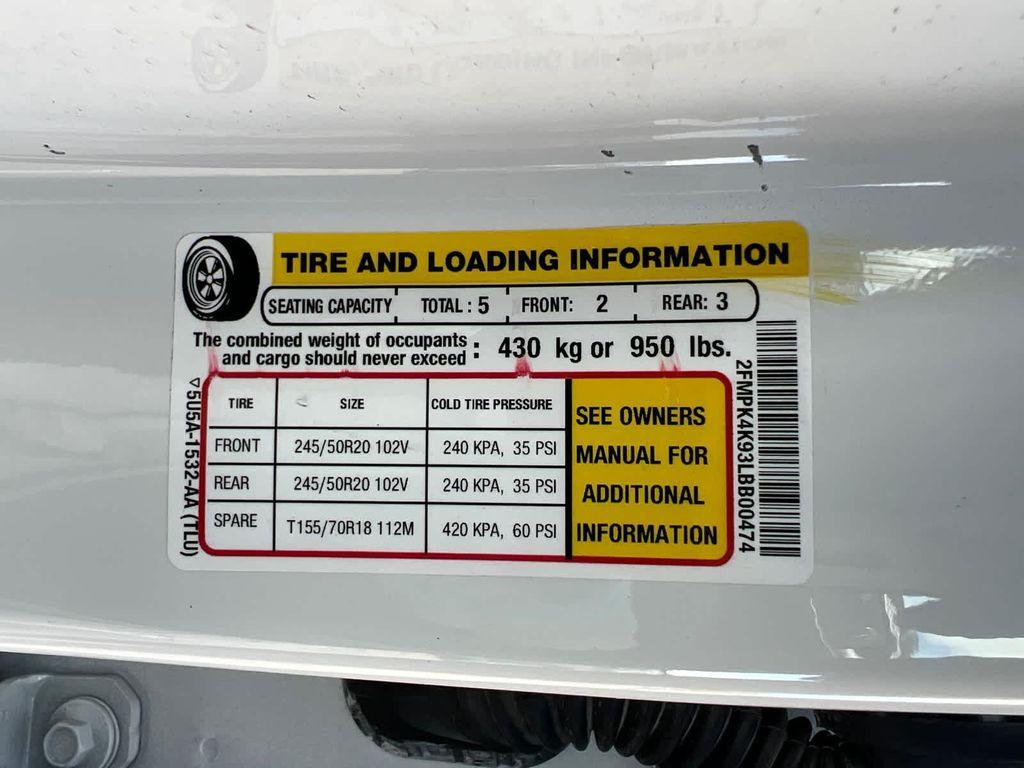 TIRE AND LOADING INFORMATION
SEATING CAPACITY TOTAL : 5 FRONT: 2 REAR: 3
The combined weight of occupants
and cargo should never exceed : 430 kg or 950 lbs.
TIRE SIZE COLD TIRE PRESSURE
FRONT 245/50R20 102V 240 KPA, 35 PSI
REAR 245/50R20 102V 240 KPA, 35 PSI
SPARE T155/70R18 112M 420 KPA, 60 PSI
SEE OWNERS
MANUAL FOR
ADDITIONAL
INFORMATION
▽5U5A-1532-AA (TLU)
2FMPK4K93LBB00474